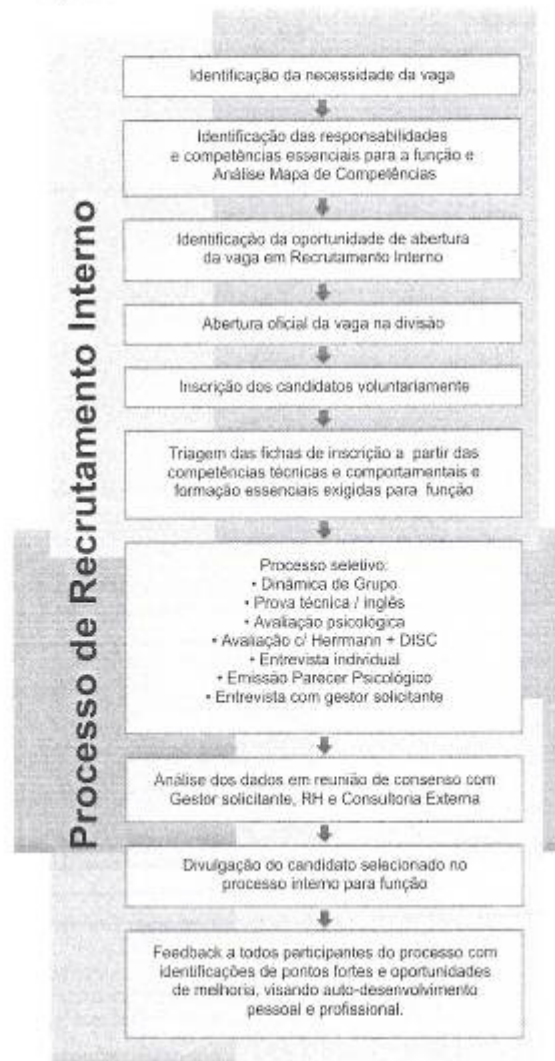 Processo de Recrutamento Interno
Identificação da necessidade da vaga
Identificação das responsabilidades
e competências essenciais para a função e
Análise Mapa de Competências
Identificação da oportunidade de abertura
da vaga em Recrutamento Interno
Abertura oficial da vaga na divisão
Inscrição dos candidatos voluntariamente
Triagem das fichas de inscrição a partir das
competências técnicas e comportamentais e
formação essenciais exigidas para função
Processo seletivo:
• Dinâmica de Grupo
• Prova técnica / inglês
• Avaliação psicológica
• Avaliação c/ Herrmann + DISC
• Entrevista individual
• Emissão Parecer Psicológico
• Entrevista com gestor solicitante
Análise dos dados em reunião de consenso com
Gestor solicitante, RH e Consultoria Externa
Divulgação do candidato selecionado no
processo interno para função
Feedback a todos participantes do processo com
identificações de pontos fortes e oportunidades
de melhoria, visando auto-desenvolvimento
pessoal e profissional.